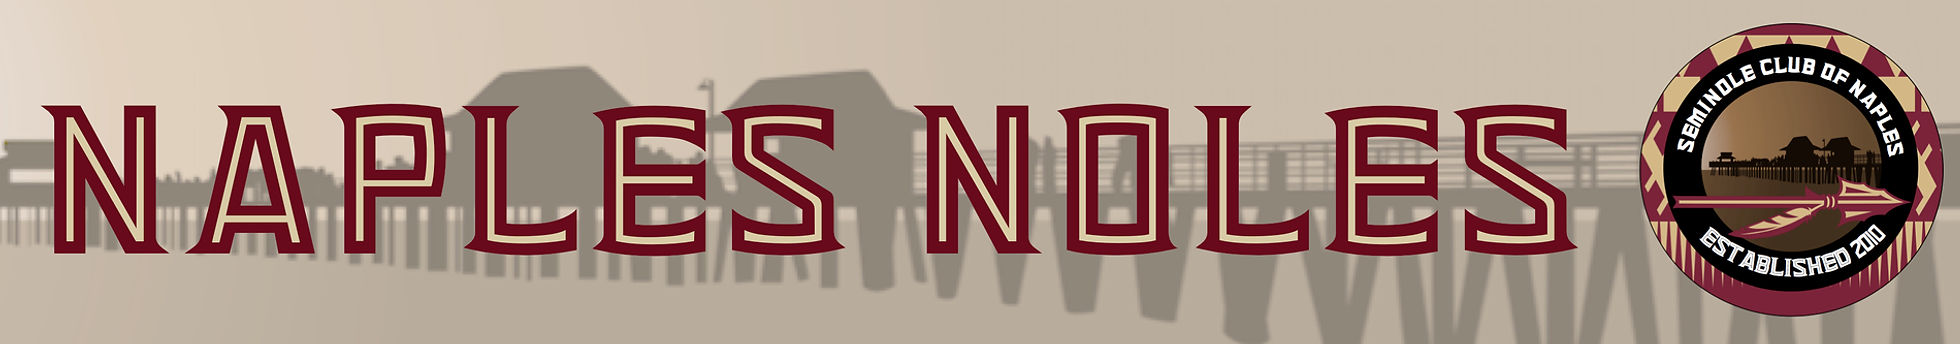 NAPLES NOLES
SEMINOLE CLUB OF NAPLES
ESTABLISHED 2010